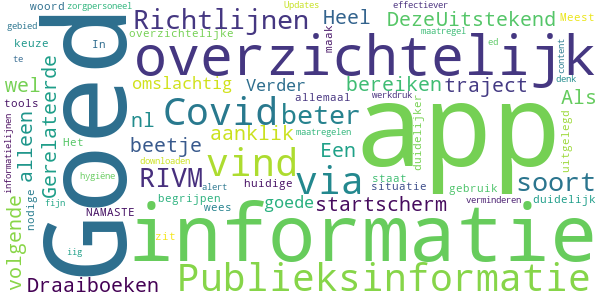 woord
zorgpersoneel
Updates
effectiever
gebied
keuze
In
overzichtelijke
maak
Richtlijnen
Heel
DezeUitstekend
Meest
maatregel
te
Goed
overzichtelijk
ed
content
wel
Gerelateerde
omslachtig
Verder
bereiken
traject
denk
tools
alleen
nl
Covid
beter
allemaal
werkdruk
app
duidelijker
Als
informatielijnen
Het
beetje
aanklik
Een
maatregelen
uitgelegd
hygiëne
downloaden
vind
via
staat
situatie
soort
RIVM
alert
huidige
gebruik
volgende
nodige
fijn
NAMASTE
begrijpen
wees
goede
startscherm
verminderen
duidelijk
zit
informatie
iig
Draaiboeken
Publieksinformatie